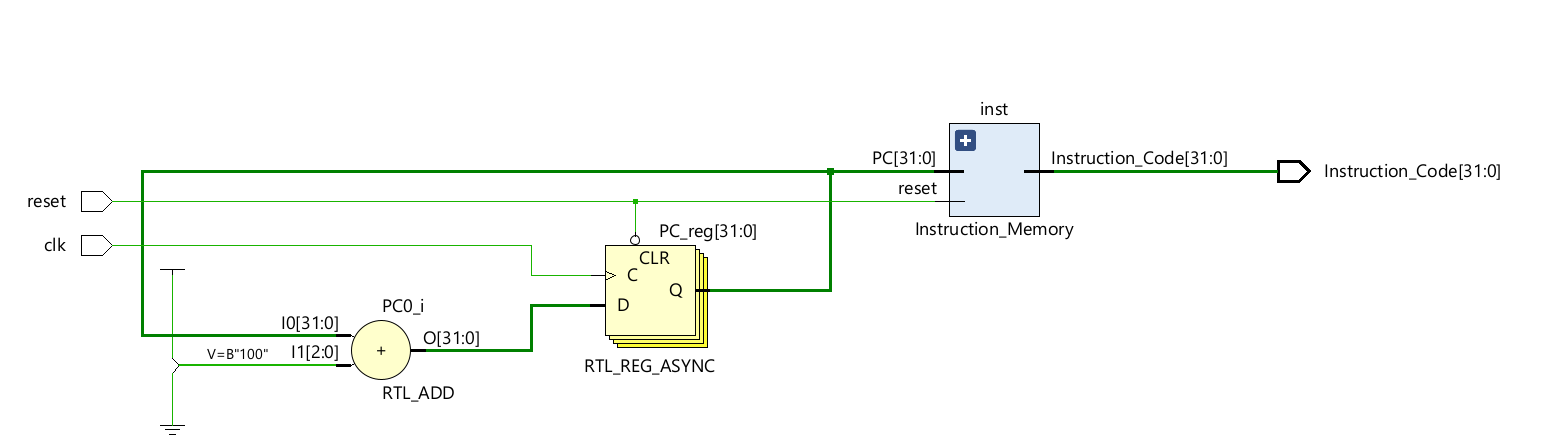 inst
PC[31:0]
Instruction_Code[31:0]
Instruction_Code[31:0]
reset
reset
Instruction_Memory
PC_reg[31:0]
clk
CLR
C
Q
D
PC0_i
I0[31:0]
O[31:0]
V=B"100"
I1[2:0]
+
RTL_REG_ASYNC
RTL_ADD